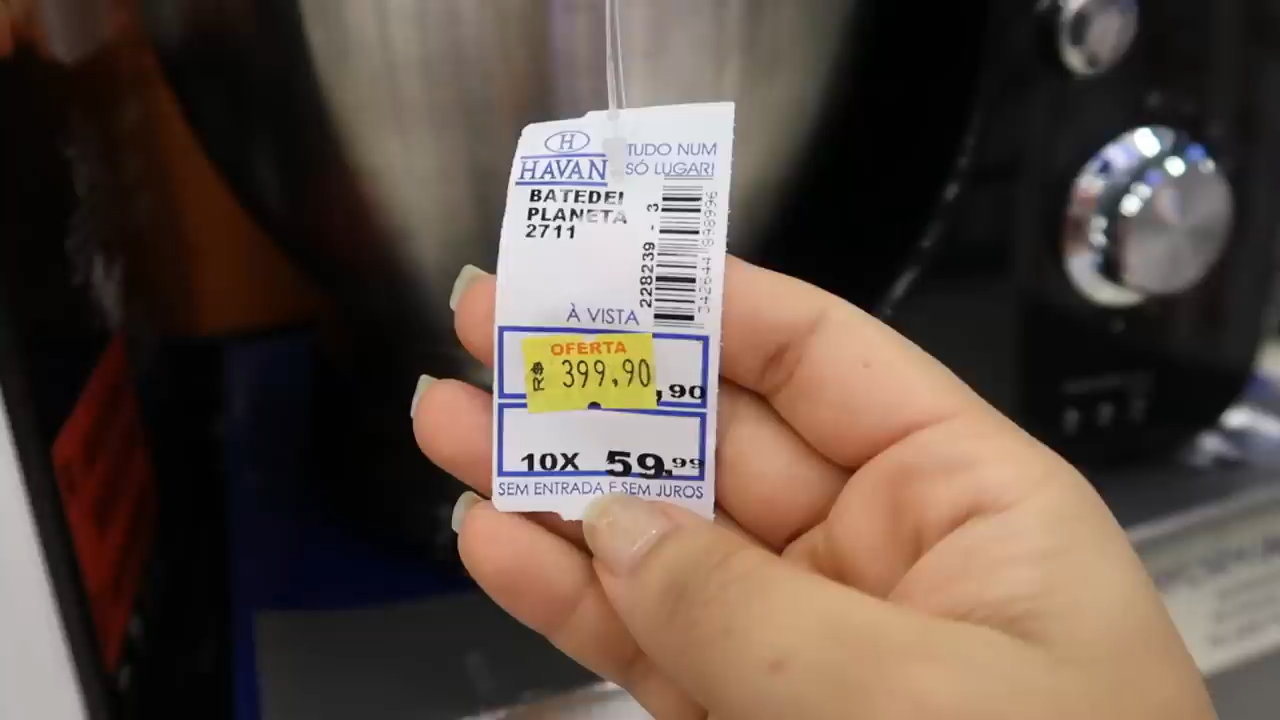 H
HAVAN
TUDO NUM
SÓ LUGAR!
BATEDEI
PLANETA
2711
228239 - 3
À VISTA
OFERTA
R$ 399,90
,90
10X 59,99
SEM ENTRADA E SEM JUROS